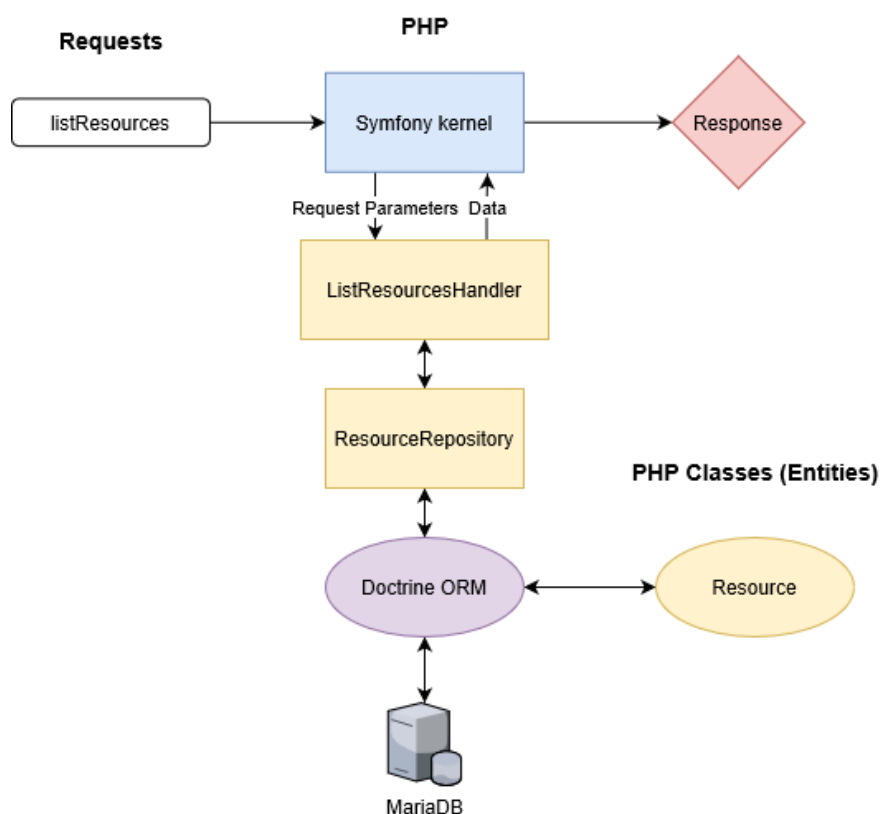 Requests
PHP
listResources
Symfony kernel
Response
Request Parameters
Data
ListResourcesHandler
ResourceRepository
PHP Classes (Entities)
Doctrine ORM
Resource
MariaDB